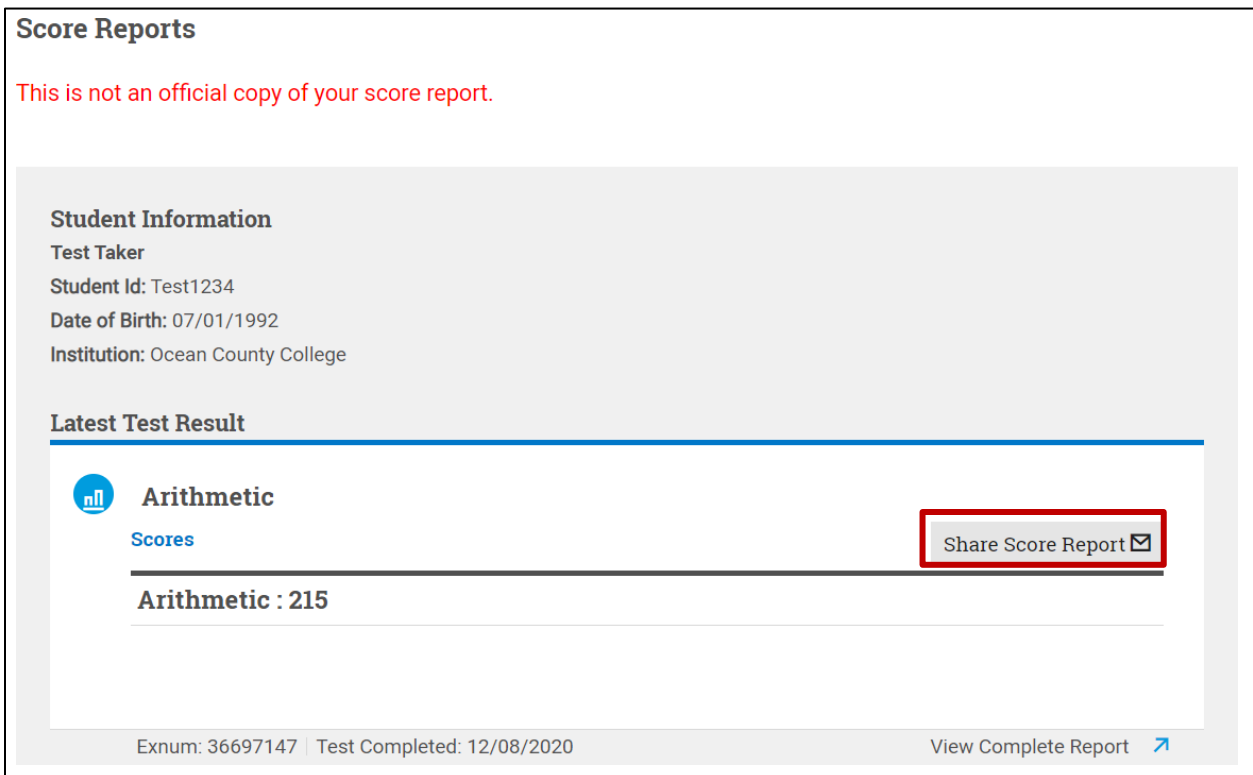 Score Reports
This is not an official copy of your score report.
Student Information
Test Taker
Student Id: Test1234
Date of Birth: 07/01/1992
Institution: Ocean County College
Latest Test Result
Arithmetic
Scores
Share Score Report
Arithmetic : 215
Exnum: 36697147 | Test Completed: 12/08/2020
View Complete Report